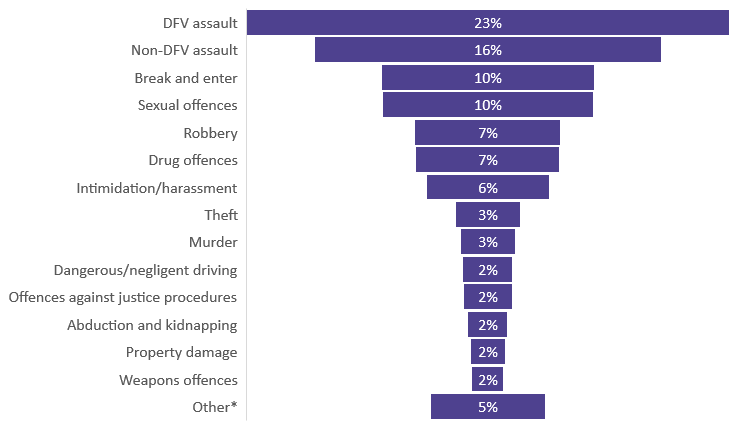 DFV assault 23%
Non-DFV assault 16%
Break and enter 10%
Sexual offences 10%
Robbery 7%
Drug offences 7%
Intimidation/harassment 6%
Theft 3%
Murder 3%
Dangerous/negligent driving 2%
Offences against justice procedures 2%
Abduction and kidnapping 2%
Property damage 2%
Weapons offences 2%
Other* 5%